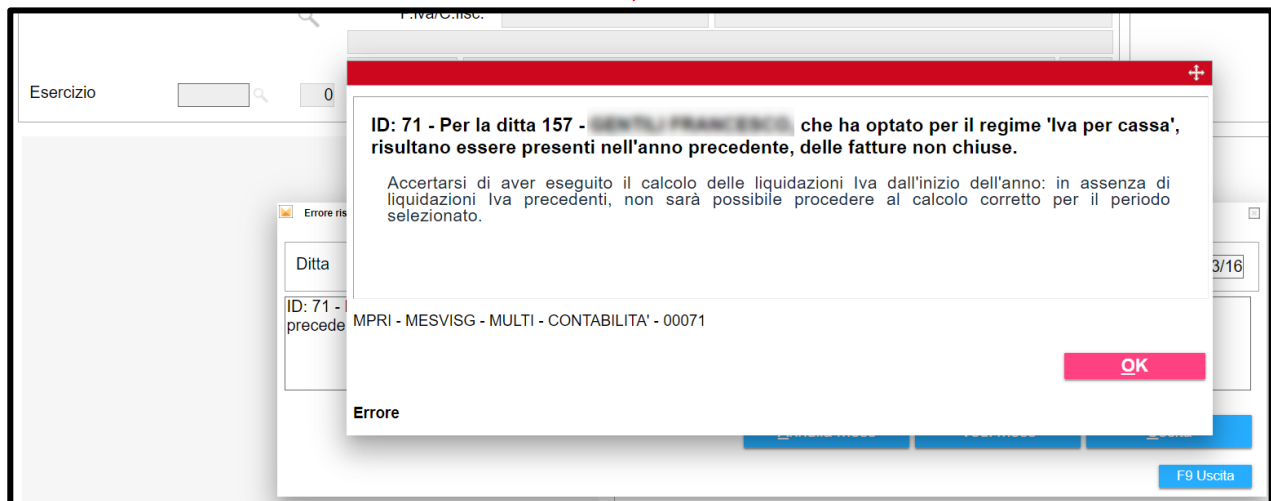 P.Iva/C.fisc.
Esercizio
0
ID: 71 - Per la ditta 157 - che ha optato per il regime 'Iva per cassa',
risultano essere presenti nell'anno precedente, delle fatture non chiuse.
Accertarsi di aver eseguito il calcolo delle liquidazioni Iva dall'inizio dell'anno: in assenza di
liquidazioni Iva precedenti, non sarà possibile procedere al calcolo corretto per il periodo
selezionato.
Errore ris
Ditta
3/16
ID: 71 -
precede
MPRI - MESVISG - MULTI - CONTABILITA' - 00071
OK
Errore
F9 Uscita